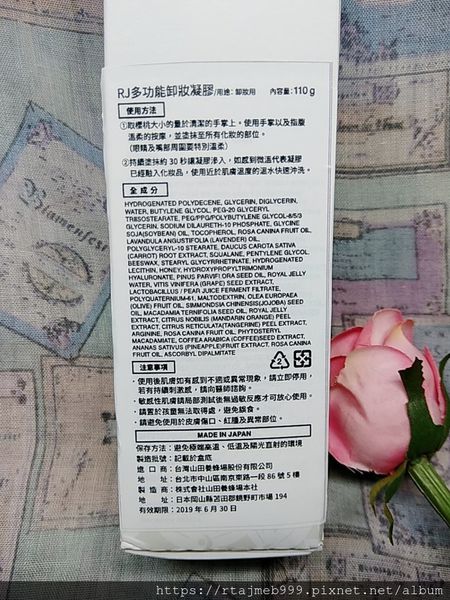 RJ多功能卸妝凝膠/用途:卸妝用 內容量:110g
使用方法
①取櫻桃大小的量於清潔的手掌上。使用手掌以及指腹
溫柔的按摩,並塗抹至所有化妝的部位。
(眼睛及嘴部周圍要特別溫柔)
②持續塗抹約30秒讓凝膠滲入,如感到微溫代表凝膠
已經融入化妝品,使用近於肌膚溫度的溫水快速沖洗。
全成分
HYDROGENATED POLYDECENE, GLYCERIN, DIGLYCERIN,
WATER, BUTYLENE GLYCOL, PEG-20 GLYCERYL
TRIISOSTEARATE, PEG/PPG/POLYBUTYLENE GLYCOL-8/5/3
GLYCERIN, SODIUM DILAURETH-10 PHOSPHATE, GLYCINE
SOJA(SOYBEAN) OIL, TOCOPHEROL, ROSA CANINA FRUIT OIL,
LAVANDULA ANGUSTIFOLIA (LAVENDER) OIL,
POLYGLYCERYL-10 STEARATE, DAUCUS CAROTA SATIVA
(CARROT) ROOT EXTRACT, SQUALANE, PENTYLENE GLYCOL,
BEESWAX, STEARYL GLYCYRRHETINATE, HYDROGENATED
LECITHIN, HONEY, HYDROXYPROPYLTRIMONIUM
HYALURONATE, PINUS PARVIFLORA SEED OIL, ROYAL JELLY
WATER, VITIS VINIFERA (GRAPE) SEED EXTRACT,
LACTOBACILLUS / PEAR JUICE FERMENT FILTRATE,
POLYQUATERNIUM-61, MALTODEXTRIN, OLEA EUROPAEA
(OLIVE) FRUIT OIL, SIMMONDSIA CHINENSIS(JOJOBA) SEED
OIL, MACADAMIA TERNIFOLIA SEED OIL, ROYAL JELLY
EXTRACT, CITRUS NOBILIS (MANDARIN ORANGE) PEEL
EXTRACT, CITRUS RETICULATA(TANGERINE) PEEL EXTRACT,
ARGININE, ROSA CANINA FRUIT OIL, PHYTOSTERYL
MACADAMIATE, COFFEA ARABICA (COFFEE)SEED EXTRACT,
ANANAS SATIVUS (PINEAPPLE)FRUIT EXTRACT, ROSA CANINA
FRUIT OIL, ASCORBYL DIPALMITATE
注意事項
・使用後肌膚如有感到不適或異常現象,請立即停用,
若有持續刺激感,請向醫師諮詢。
・敏感性肌膚請局部測試後無過敏反應才可放心使用。
・請置於孩童無法取得處,避免誤食。
・請避免使用於皮膚傷口、紅腫及異常部位。
MADE IN JAPAN
保存方法:避免極端高溫、低溫及陽光直射的環境
製造批號:記載於盒底
進口商:台灣山田養蜂場股份有限公司
地址:台北市中山區南京東路一段86號5樓
製造商:株式會社山田養蜂場本社
地址:日本岡山縣苫田郡鏡野町市場194
有效期限:2019年6月30日
https://rtajmeb999.pixnet.net/album